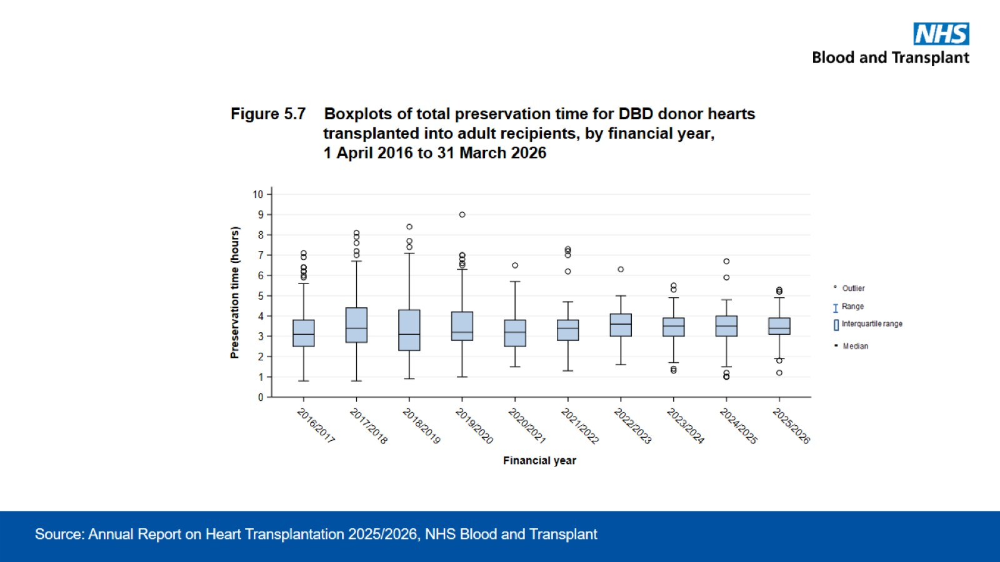 NHS
Blood and Transplant
Figure 5.7 Boxplots of total preservation time for DBD donor hearts
transplanted into adult recipients, by financial year,
1 April 2016 to 31 March 2026
10
9
8
7
6
5
4
3
2
1
0
Preservation time (hours)
2016/2017
2017/2018
2018/2019
2019/2020
2020/2021
2021/2022
2022/2023
2023/2024
2024/2025
2025/2026
Financial year
Outlier
Range
Interquartile range
Median
Source: Annual Report on Heart Transplantation 2025/2026, NHS Blood and Transplant